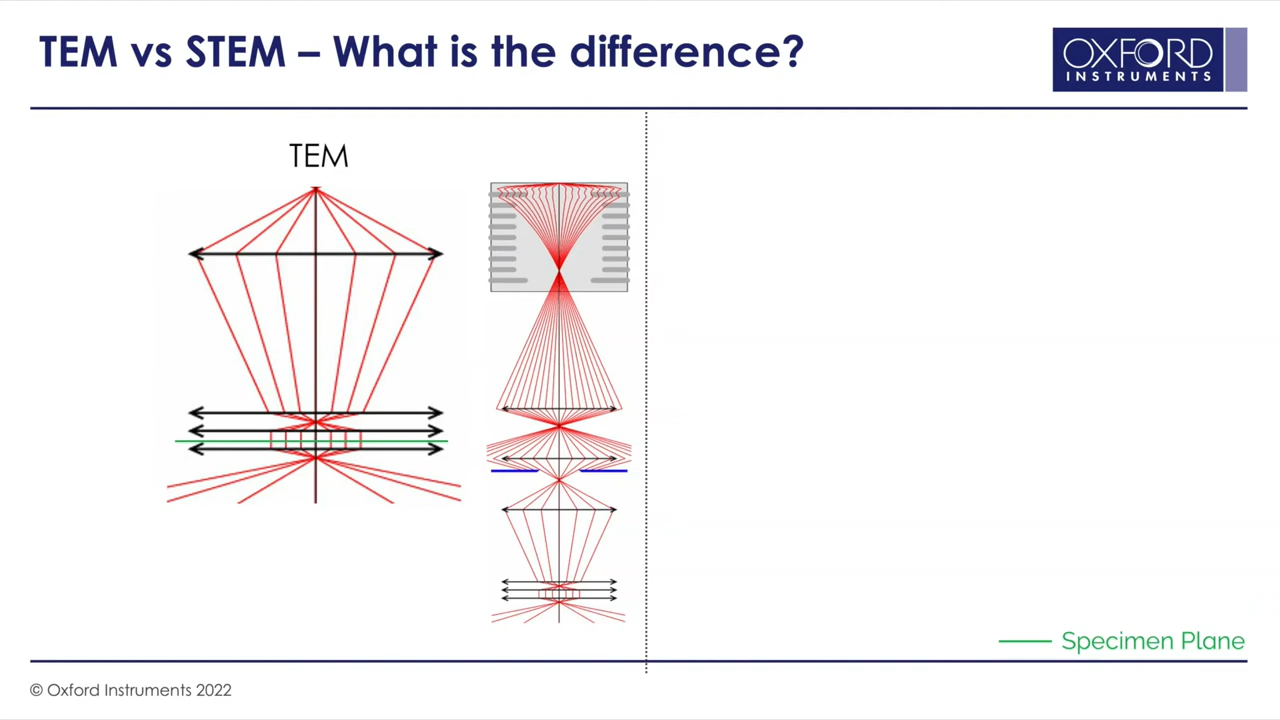 TEM vs STEM – What is the difference?
OXFORD
INSTRUMENTS
TEM
Specimen Plane
© Oxford Instruments 2022